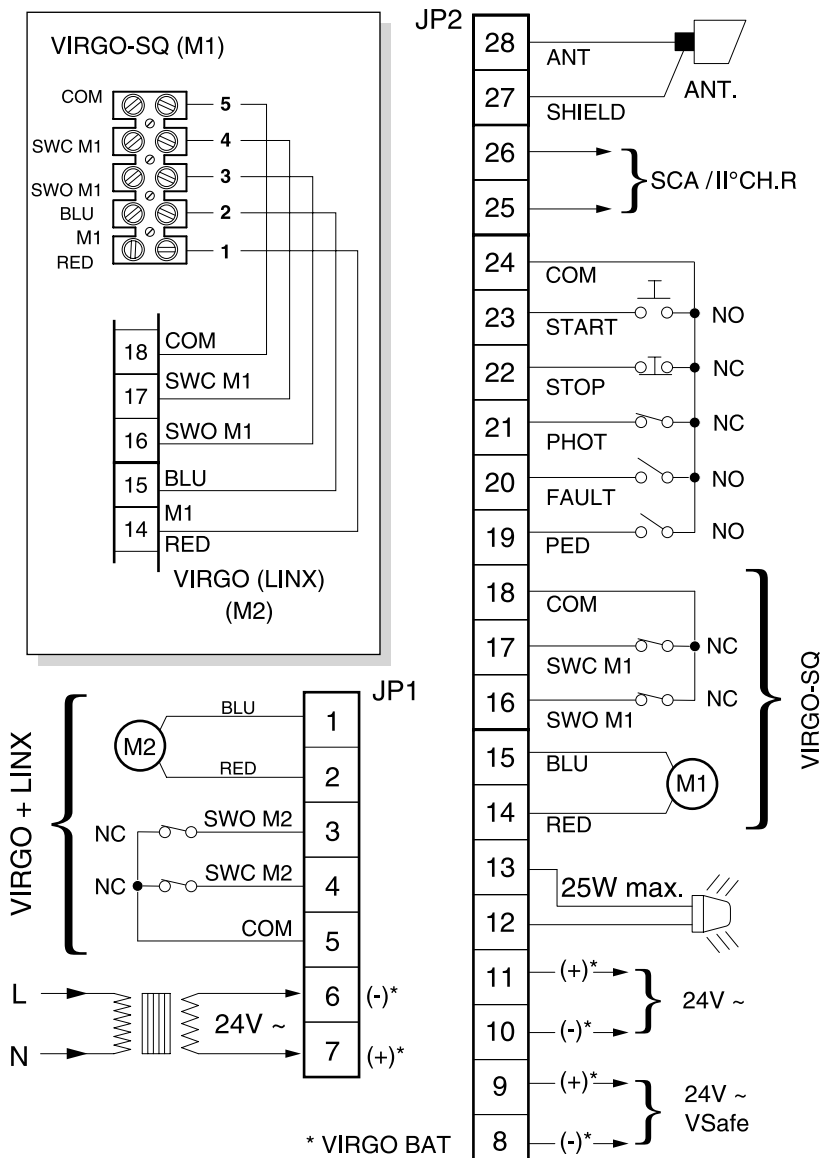 VIRGO-SQ (M1)
COM
5
SWC M1
4
3
SWO M1
BLU
2
M1
RED
1
18 COM
17 SWC M1
16 SWO M1
15 BLU
14 M1
RED
VIRGO (LINX)
(M2)
JP1
VIRGO + LINX
M2
BLU 1
RED 2
NC SWO M2 3
NC SWC M2 4
COM 5
L 24V ~ 6 (-)*
N 7 (+)*
* VIRGO BAT
JP2
28 ANT
ANT.
27 SHIELD
26
SCA /II°CH.R
25
24 COM
23 START NO
22 STOP NC
21 PHOT NC
20 FAULT NO
19 PED NO
18 COM
17 SWC M1 NC
16 SWO M1 NC
15 BLU
M1
14 RED
VIRGO-SQ
13
25W max.
12
11 (+)*
24V ~
10 (-)*
9 (+)*
24V ~
VSafe
8 (-)*